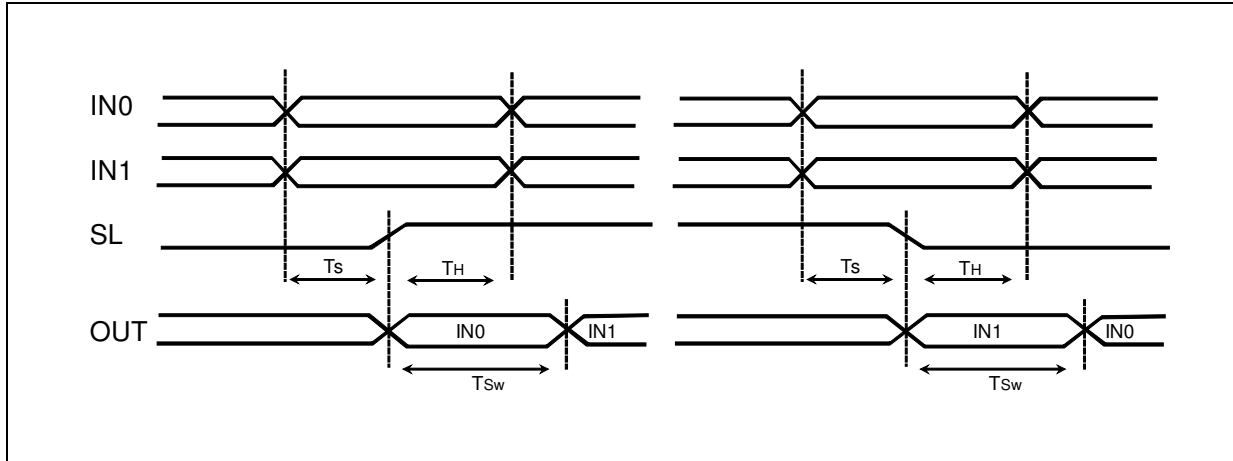 IN0
IN1
SL
Ts TH Ts TH
OUT IN0 IN1 IN1 IN0
TSw TSw